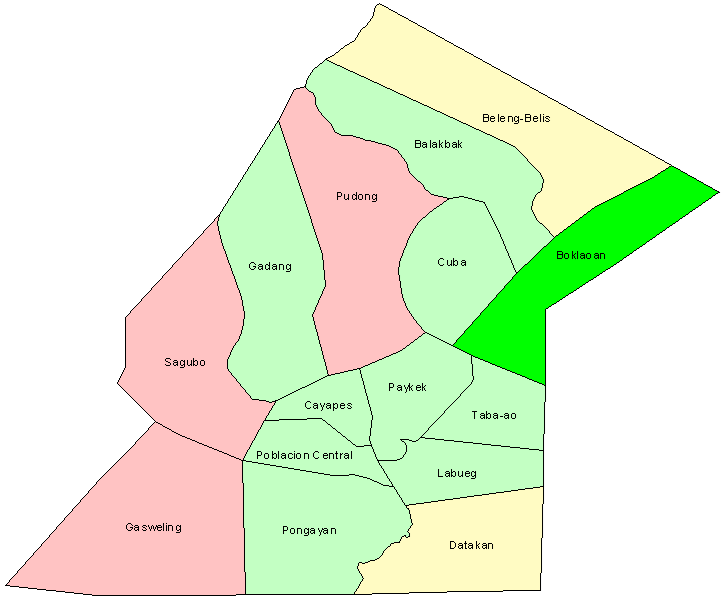 Beleng-Belis
Balakbak
Pudong
Boklaoan
Cuba
Gadang
Sagubo
Paykek
Cayapes
Taba-ao
Poblacion Central
Labueg
Gasweling
Pongayan
Datakan